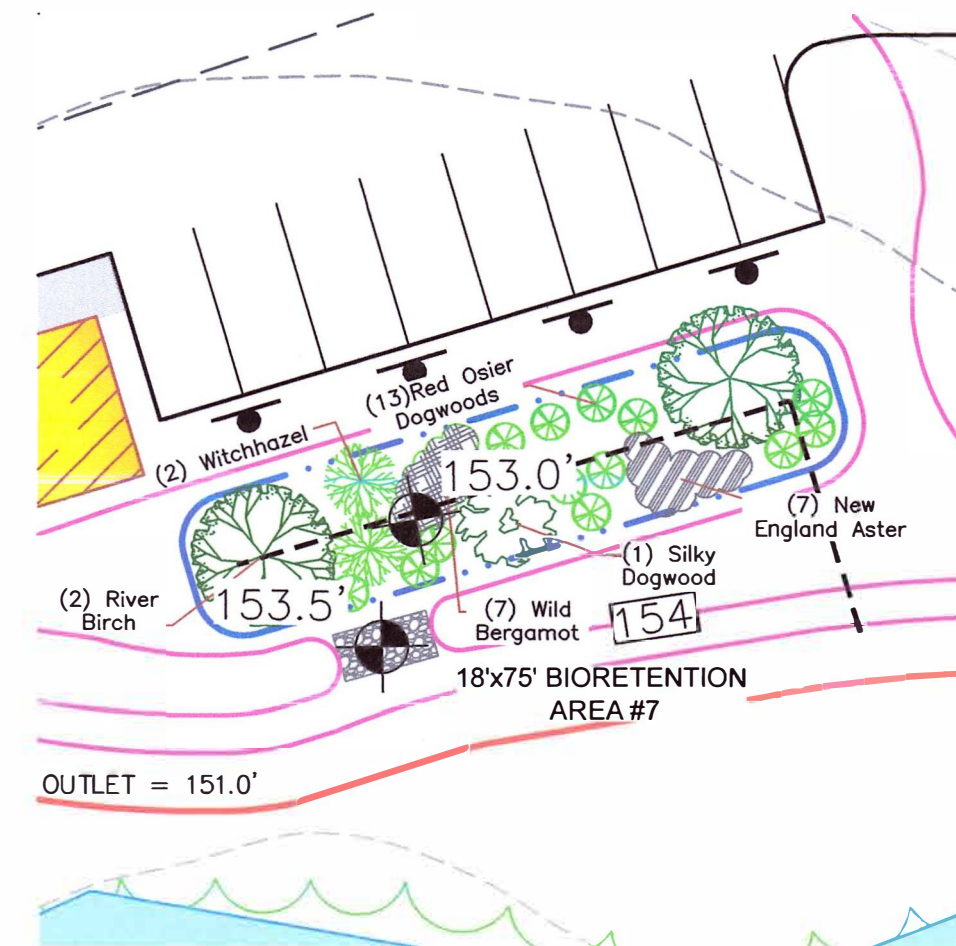 (13)Red Osier
Dogwoods
(2) Witchhazel
153.0'
(7) New
England Aster
(1) Silky
Dogwood
(2) River
Birch
153.5'
(7) Wild
Bergamot
154
18'x75' BIORETENTION
AREA #7
OUTLET = 151.0'